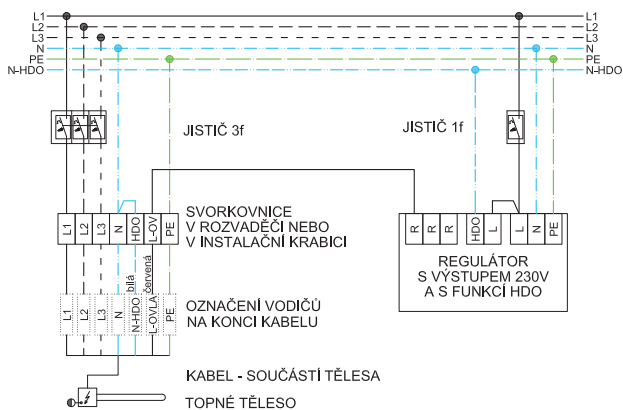 L1 L1
L2 L2
L3 L3
N N
PE PE
N-HDO N-HDO
JISTIČ 3f
JISTIČ 1f
L1 L2 L3 N HDO L-OV PE
SVORKOVNICE
V ROZVADĚČI NEBO
V INSTALAČNÍ KRABICI
R R R HDO L L N PE
REGULÁTOR
S VÝSTUPEM 230V
A S FUNKCÍ HDO
bílá
červená
L1 L2 L3 N N-HDO L-OVLA PE
OZNAČENÍ VODIČŮ
NA KONCI KABELU
KABEL - SOUČÁSTÍ TĚLESA
TOPNÉ TĚLESO